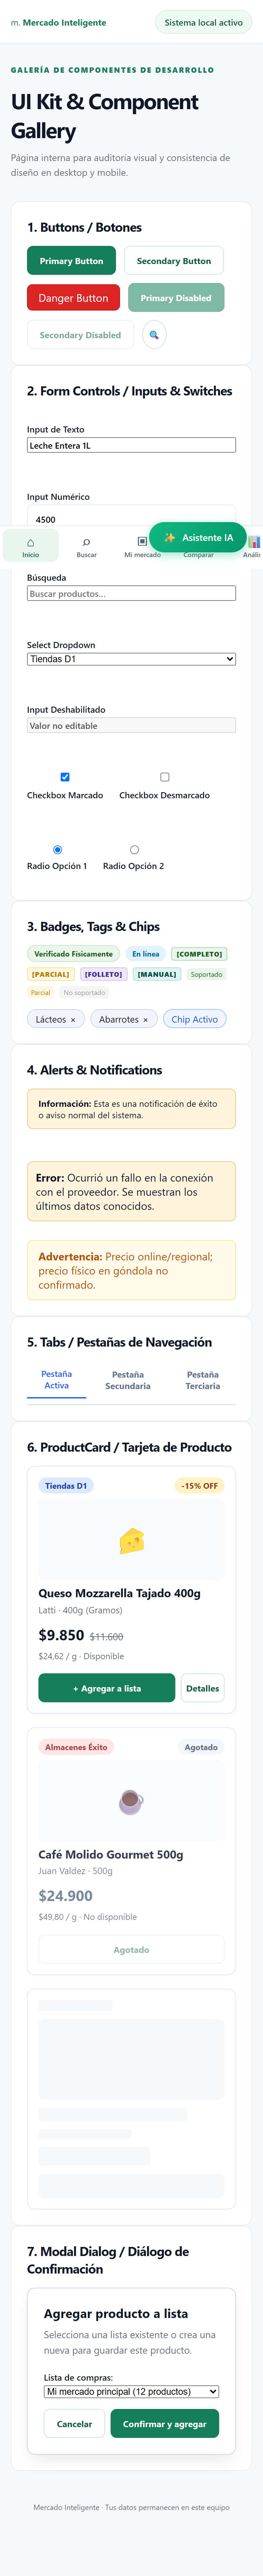 m. Mercado Inteligente
Sistema local activo
GALERÍA DE COMPONENTES DE DESARROLLO
UI Kit & Component
Gallery
Página interna para auditoría visual y consistencia de
diseño en desktop y mobile.
1. Buttons / Botones
Primary Button
Secondary Button
Danger Button
Primary Disabled
Secondary Disabled
2. Form Controls / Inputs & Switches
Input de Texto
Leche Entera 1L
Input Numérico
4500
Inicio
Buscar
Mi mercado
Comparar
Anális
✨ Asistente IA
Búsqueda
Buscar productos...
Select Dropdown
Tiendas D1
Input Deshabilitado
Valor no editable
Checkbox Marcado
Checkbox Desmarcado
Radio Opción 1
Radio Opción 2
3. Badges, Tags & Chips
Verificado Físicamente
En línea
[COMPLETO]
[PARCIAL]
[FOLLETO]
[MANUAL]
Soportado
Parcial
No soportado
Lácteos ×
Abarrotes ×
Chip Activo
4. Alerts & Notifications
Información: Esta es una notificación de éxito
o aviso normal del sistema.
Error: Ocurrió un fallo en la conexión
con el proveedor. Se muestran los
últimos datos conocidos.
Advertencia: Precio online/regional;
precio físico en góndola no
confirmado.
5. Tabs / Pestañas de Navegación
Pestaña
Activa
Pestaña
Secundaria
Pestaña
Terciaria
6. ProductCard / Tarjeta de Producto
Tiendas D1
-15% OFF
Queso Mozzarella Tajado 400g
Latti · 400g (Gramos)
$9.850 $11.600
$24,62 / g · Disponible
+ Agregar a lista
Detalles
Almacenes Éxito
Agotado
Café Molido Gourmet 500g
Juan Valdez · 500g
$24.900
$49,80 / g · No disponible
Agotado
7. Modal Dialog / Diálogo de
Confirmación
Agregar producto a lista
Selecciona una lista existente o crea una
nueva para guardar este producto.
Lista de compras:
Mi mercado principal (12 productos)
Cancelar
Confirmar y agregar
Mercado Inteligente · Tus datos permanecen en este equipo